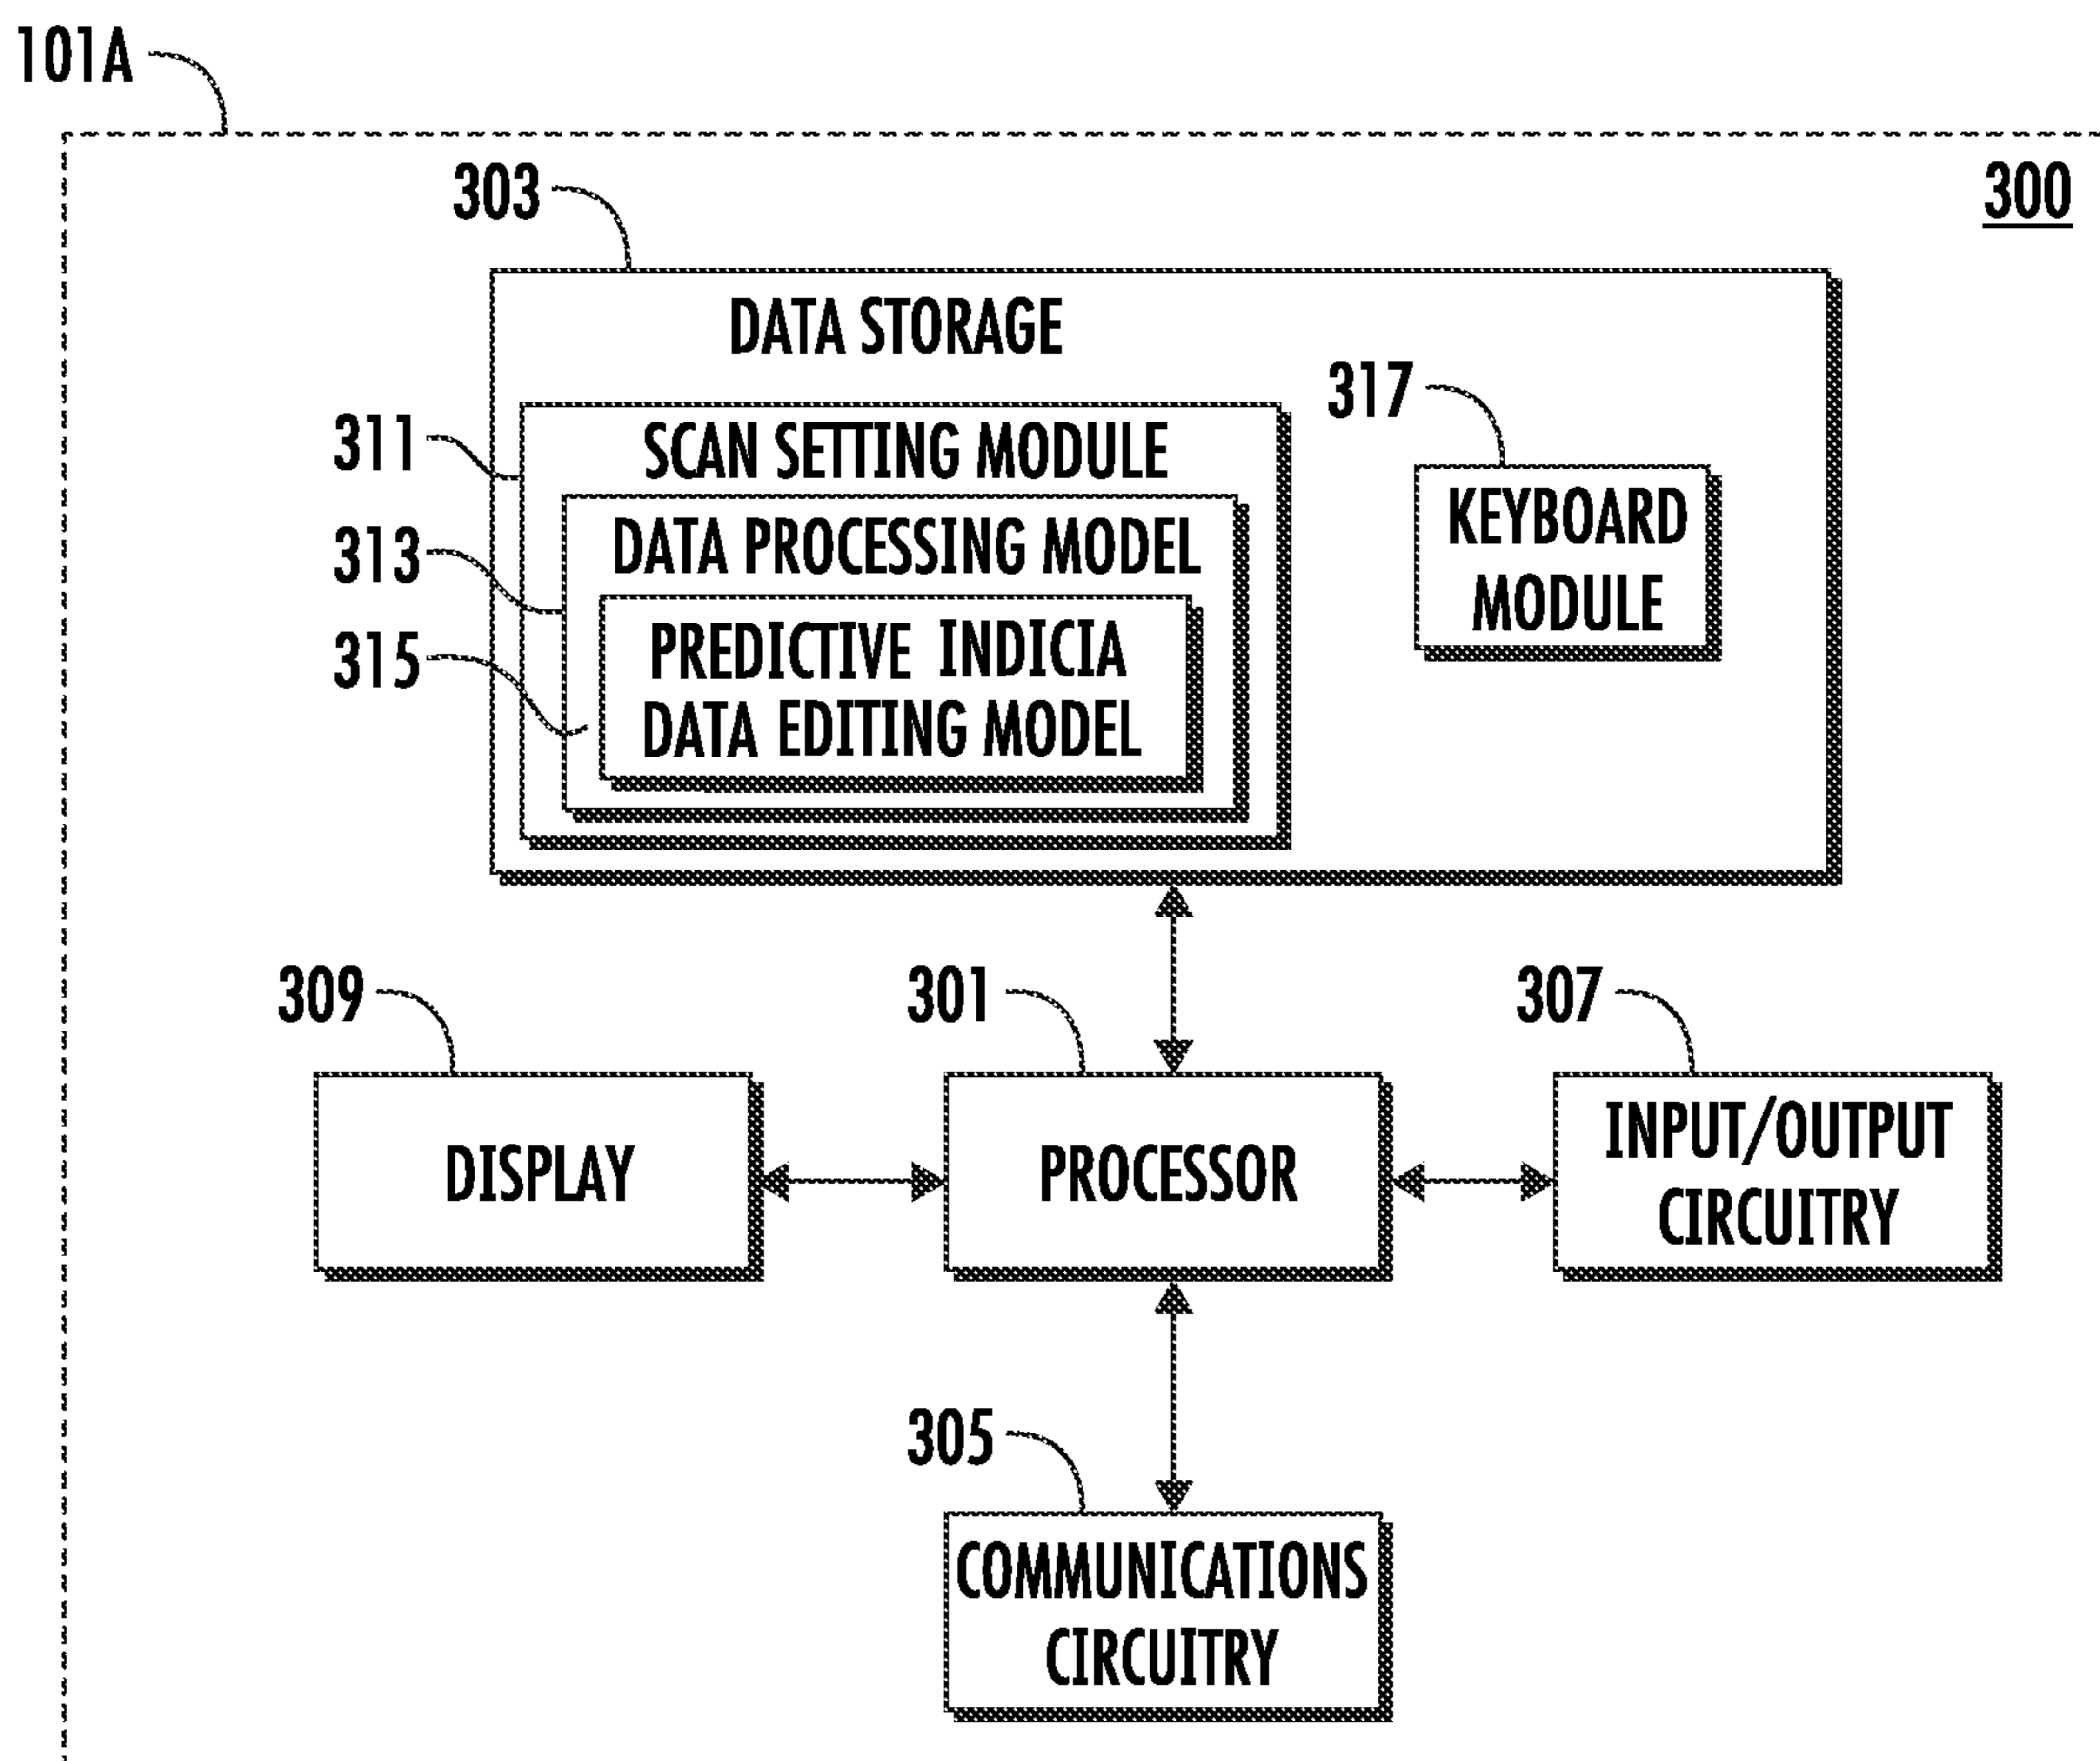 101A
300
303
DATA STORAGE
317
311
SCAN SETTING MODULE
KEYBOARD
MODULE
313
DATA PROCESSING MODEL
315
PREDICTIVE INDICIA
DATA EDITING MODEL
309
301
307
DISPLAY
PROCESSOR
INPUT/OUTPUT
CIRCUITRY
305
COMMUNICATIONS
CIRCUITRY